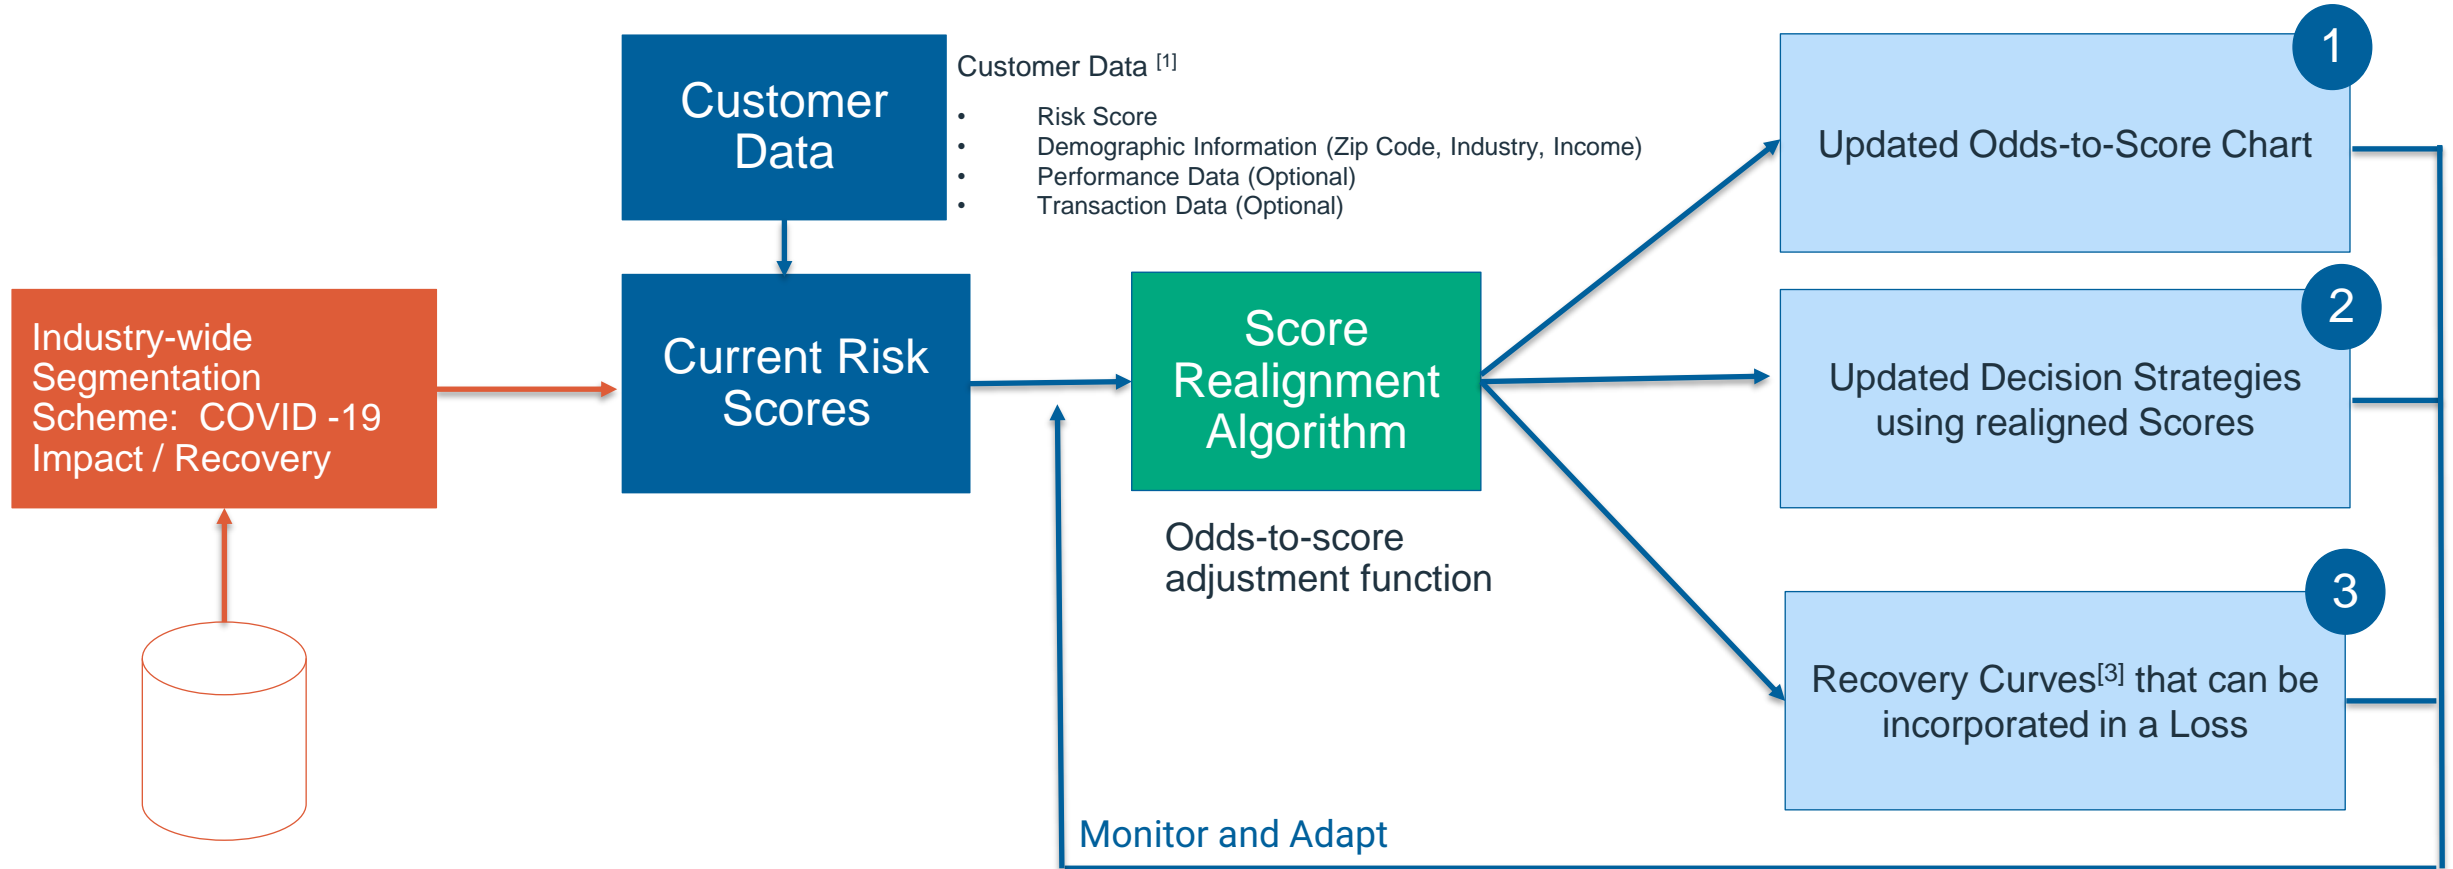 Customer
Data
Customer Data [1]
• Risk Score
• Demographic Information (Zip Code, Industry, Income)
• Performance Data (Optional)
• Transaction Data (Optional)
Industry-wide
Segmentation
Scheme: COVID -19
Impact / Recovery
Current Risk
Scores
Score
Realignment
Algorithm
Odds-to-score
adjustment function
1
Updated Odds-to-Score Chart
2
Updated Decision Strategies
using realigned Scores
3
Recovery Curves[3] that can be
incorporated in a Loss
Monitor and Adapt